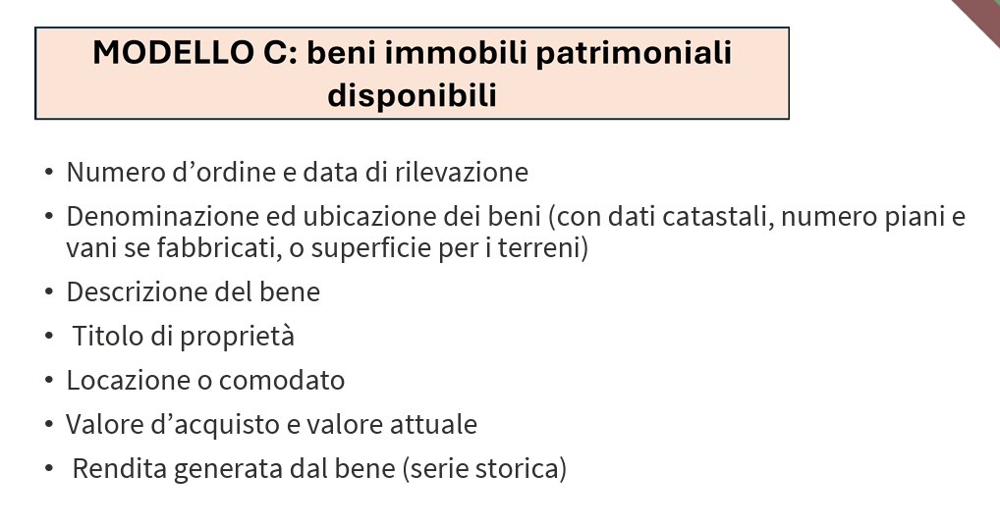 MODELLO C: beni immobili patrimoniali
disponibili
• Numero d’ordine e data di rilevazione
• Denominazione ed ubicazione dei beni (con dati catastali, numero piani e
vani se fabbricati, o superficie per i terreni)
• Descrizione del bene
• Titolo di proprietà
• Locazione o comodato
• Valore d’acquisto e valore attuale
• Rendita generata dal bene (serie storica)